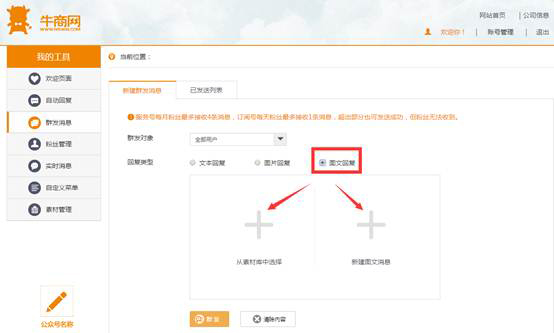 牛商网
WWW.NIUSHW.COM
网站首页 | 公司信息
欢迎你! | 账号管理 | 退出
我的工具
当前位置：
欢迎页面
自动回复
群发消息
粉丝管理
实时消息
自定义菜单
素材管理
公众号名称
新建群发消息 已发送列表
服务号每月粉丝最多接收4条消息，订阅号每天粉丝最多接收1条消息，超出部分也可发送成功，但粉丝无法收到。
群发对象 全部用户
回复类型 文本回复 图片回复 图文回复
从素材库中选择 新建图文消息
群发 清除内容